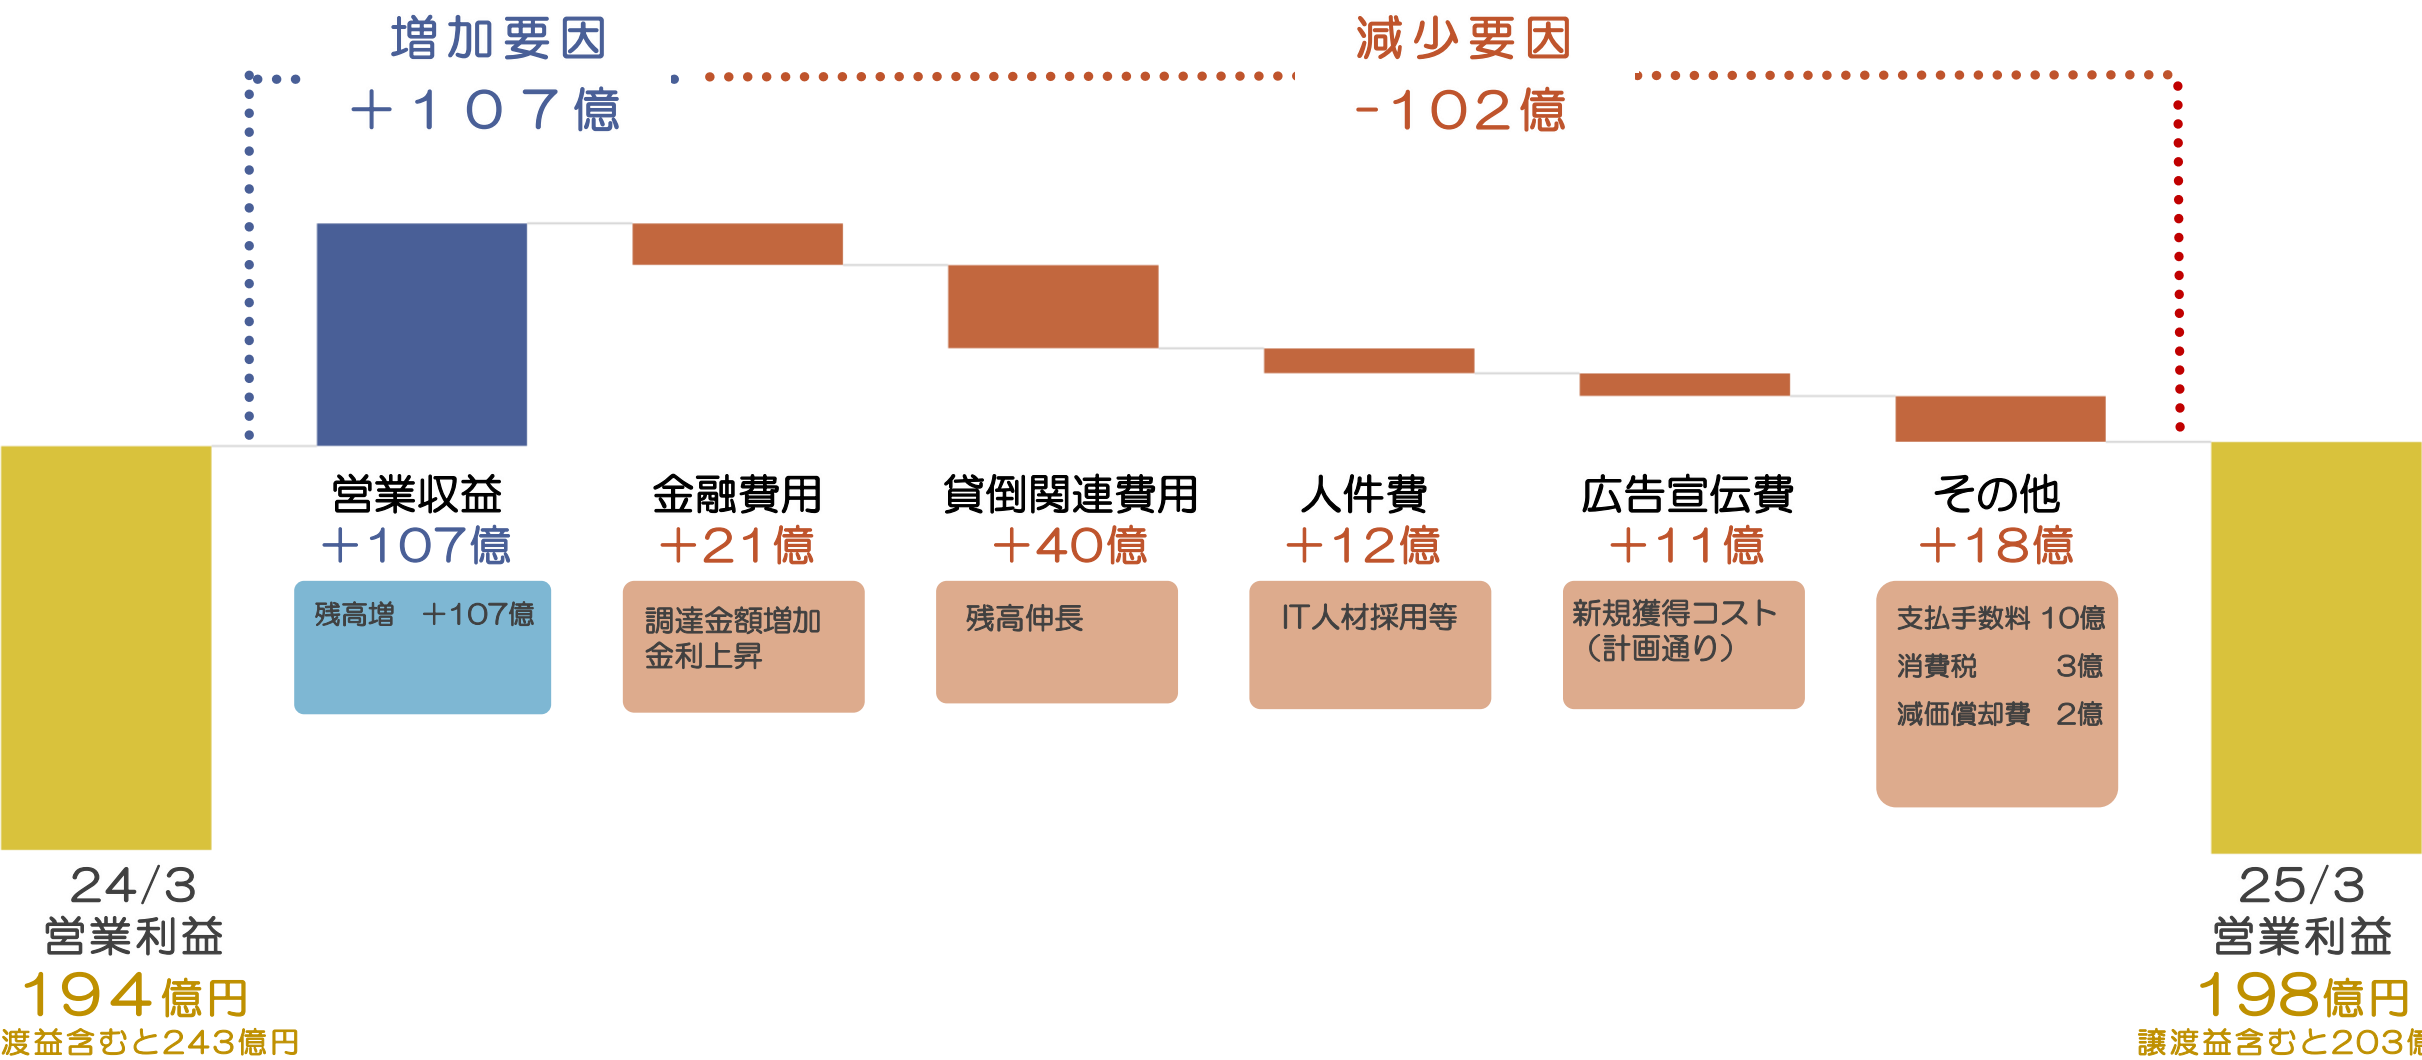 増加要因
＋１０７億
減少要因
-１０２億
営業収益
＋107億
残高増　＋107億
金融費用
＋21億
調達金額増加
金利上昇
貸倒関連費用
＋40億
残高伸長
人件費
＋12億
IT人材採用等
広告宣伝費
＋11億
新規獲得コスト
（計画通り）
その他
＋18億
支払手数料 10億
消費税　　　3億
減価償却費　2億
24/3
営業利益
194億円
渡益含むと243億円
25/3
営業利益
198億円
譲渡益含むと203億